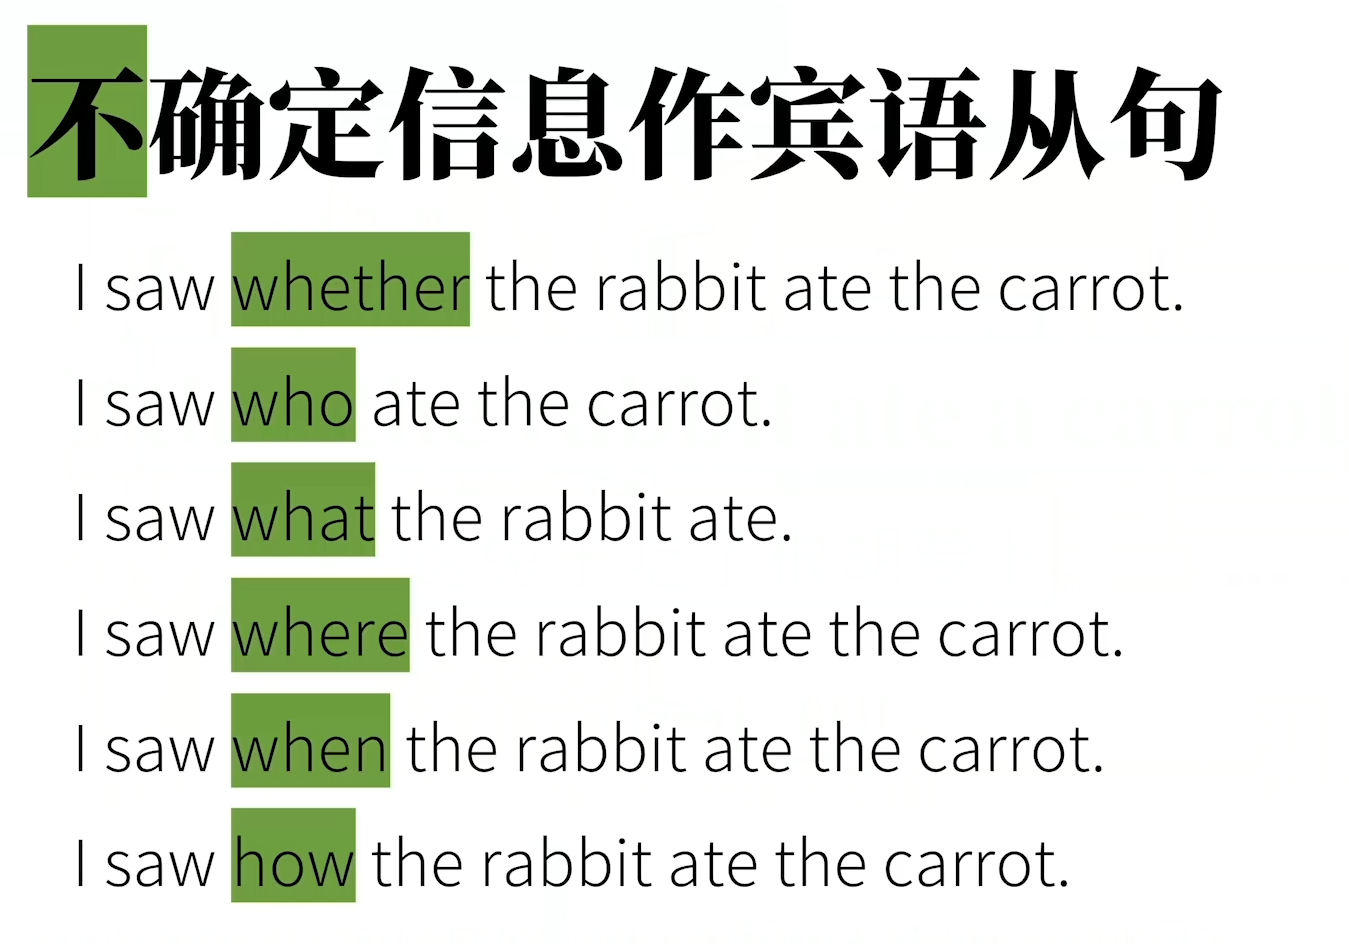 不确定信息作宾语从句
I saw whether the rabbit ate the carrot.
I saw who ate the carrot.
I saw what the rabbit ate.
I saw where the rabbit ate the carrot.
I saw when the rabbit ate the carrot.
I saw how the rabbit ate the carrot.